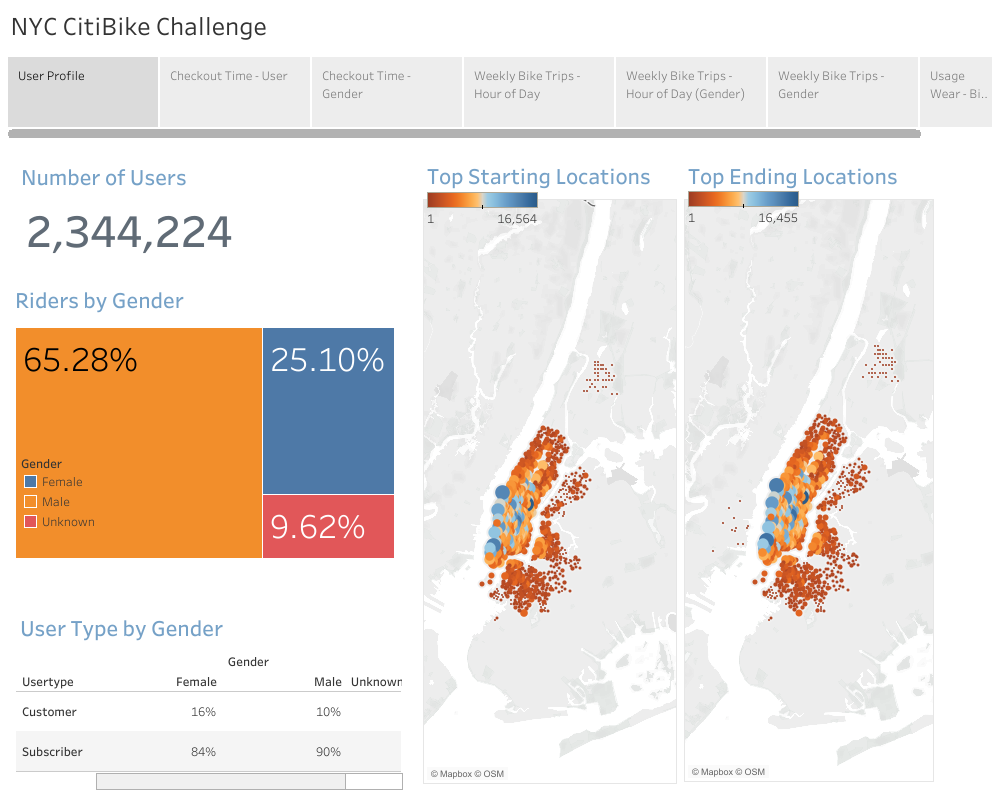 NYC CitiBike Challenge
User Profile
Checkout Time - User
Checkout Time -
Gender
Weekly Bike Trips -
Hour of Day
Weekly Bike Trips -
Hour of Day (Gender)
Weekly Bike Trips -
Gender
Usage
Wear - Bi..
Number of Users
2,344,224
Riders by Gender
65.28%
25.10%
9.62%
Gender
Female
Male
Unknown
User Type by Gender
Gender
Usertype Female Male Unknown
Customer 16% 10%
Subscriber 84% 90%
Top Starting Locations
1 16,564
© Mapbox © OSM
Top Ending Locations
1 16,455
© Mapbox © OSM